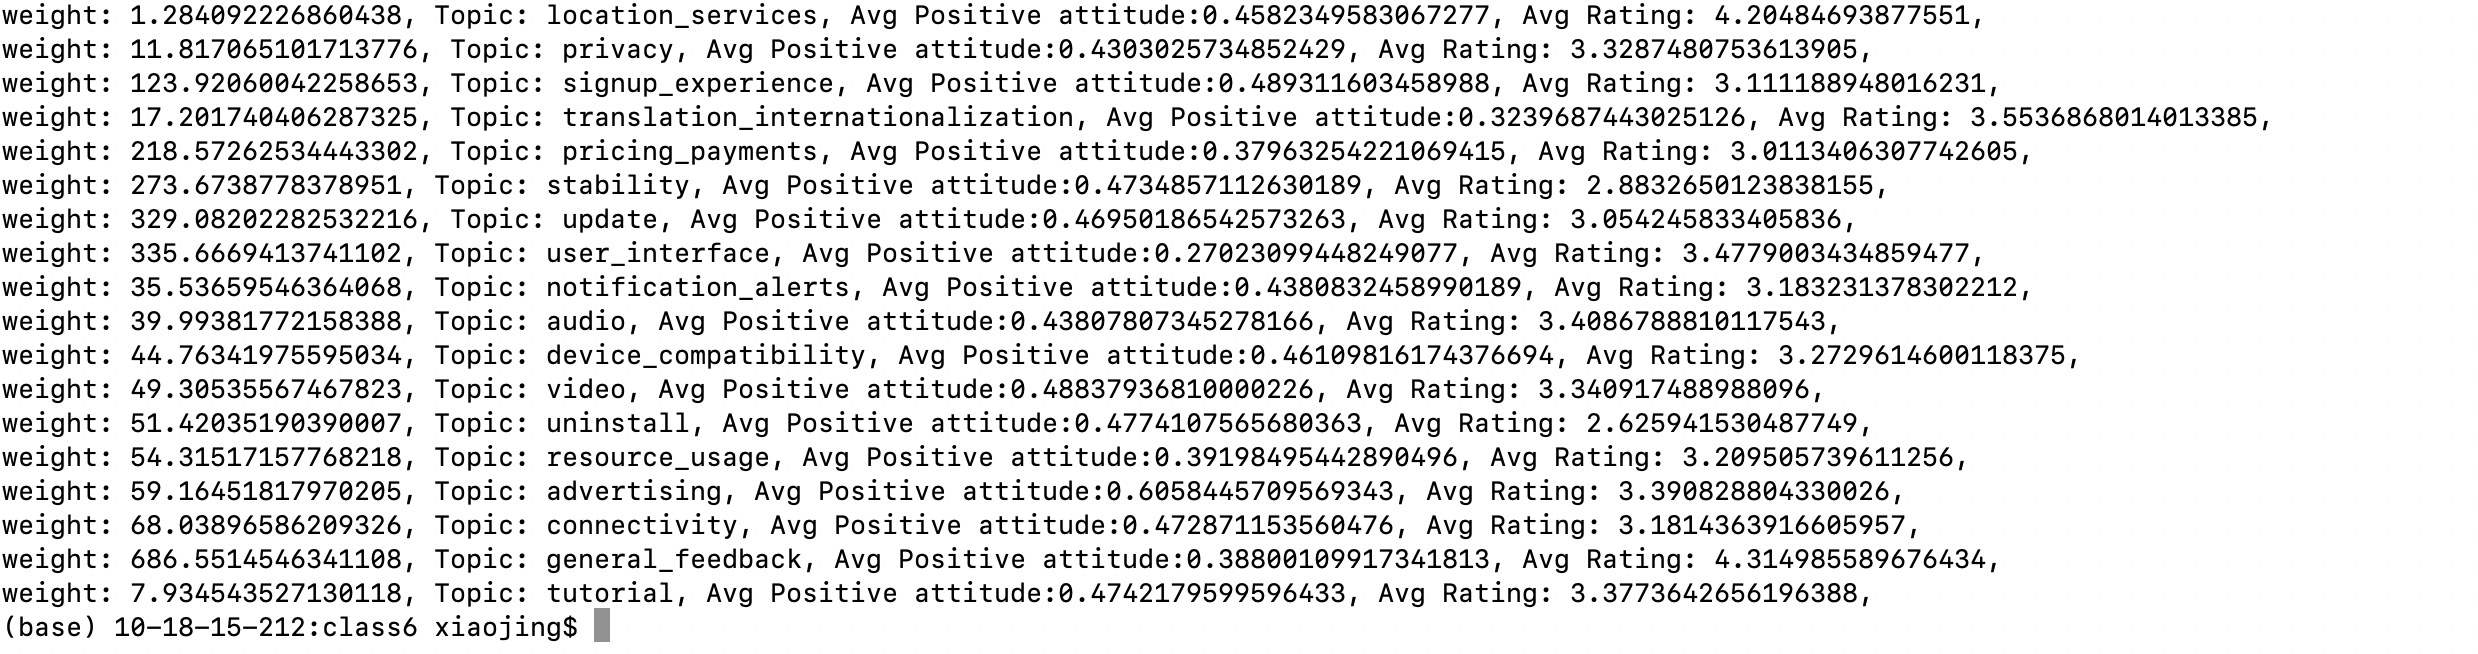 weight: 1.284092226860438, Topic: location_services, Avg Positive attitude:0.4582349583067277, Avg Rating: 4.20484693877551,
weight: 11.817065101713776, Topic: privacy, Avg Positive attitude:0.4303025734852429, Avg Rating: 3.3287480753613905,
weight: 123.92060042258653, Topic: signup_experience, Avg Positive attitude:0.489311603458988, Avg Rating: 3.111188948016231,
weight: 17.201740406287325, Topic: translation_internationalization, Avg Positive attitude:0.3239687443025126, Avg Rating: 3.5536868014013385,
weight: 218.57262534443302, Topic: pricing_payments, Avg Positive attitude:0.37963254221069415, Avg Rating: 3.0113406307742605,
weight: 273.6738778378951, Topic: stability, Avg Positive attitude:0.4734857112630189, Avg Rating: 2.8832650123838155,
weight: 329.08202282532216, Topic: update, Avg Positive attitude:0.46950186542573263, Avg Rating: 3.054245833405836,
weight: 335.6669413741102, Topic: user_interface, Avg Positive attitude:0.27023099448249077, Avg Rating: 3.4779003434859477,
weight: 35.53659546364068, Topic: notification_alerts, Avg Positive attitude:0.4380832458990189, Avg Rating: 3.183231378302212,
weight: 39.99381772158388, Topic: audio, Avg Positive attitude:0.43807807345278166, Avg Rating: 3.4086788810117543,
weight: 44.76341975595034, Topic: device_compatibility, Avg Positive attitude:0.46109816174376694, Avg Rating: 3.2729614600118375,
weight: 49.30535567467823, Topic: video, Avg Positive attitude:0.48837936810000226, Avg Rating: 3.340917488988096,
weight: 51.42035190390007, Topic: uninstall, Avg Positive attitude:0.4774107565680363, Avg Rating: 2.625941530487749,
weight: 54.31517157768218, Topic: resource_usage, Avg Positive attitude:0.39198495442890496, Avg Rating: 3.209505739611256,
weight: 59.16451817970205, Topic: advertising, Avg Positive attitude:0.6058445709569343, Avg Rating: 3.390828804330026,
weight: 68.03896586209326, Topic: connectivity, Avg Positive attitude:0.472871153560476, Avg Rating: 3.1814363916605957,
weight: 686.5514546341108, Topic: general_feedback, Avg Positive attitude:0.38800109917341813, Avg Rating: 4.314985589676434,
weight: 7.934543527130118, Topic: tutorial, Avg Positive attitude:0.4742179599596433, Avg Rating: 3.3773642656196388,
(base) 10-18-15-212:class6 xiaojing$